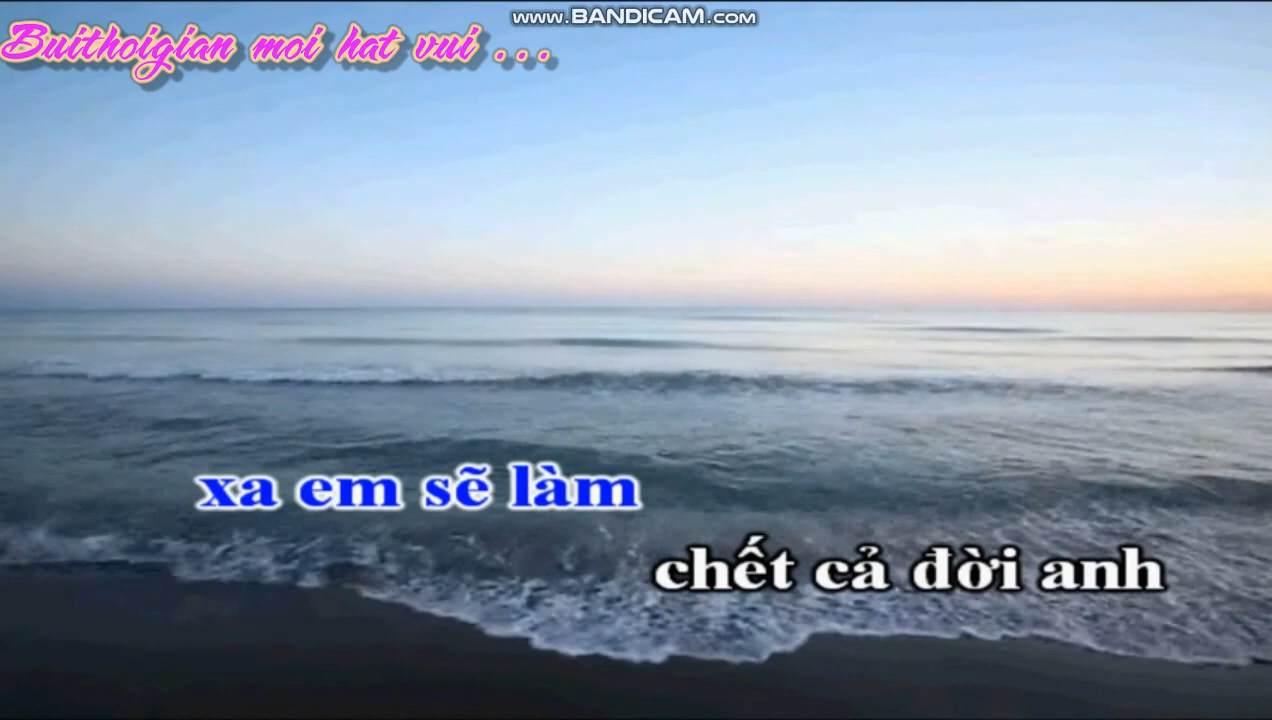 www.BANDICAM.com
Buithoigian moi hat vui ...
xa em sẽ làm
chết cả đời anh